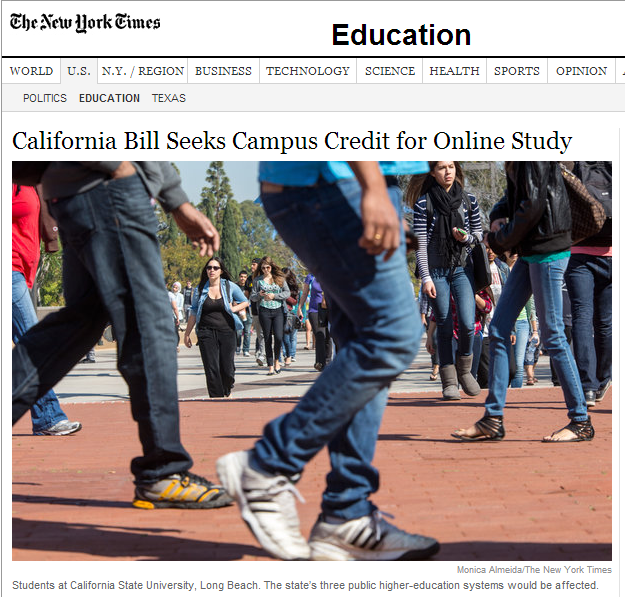 The New York Times
Education
WORLD U.S. N.Y. / REGION BUSINESS TECHNOLOGY SCIENCE HEALTH SPORTS OPINION
POLITICS EDUCATION TEXAS
California Bill Seeks Campus Credit for Online Study
Monica Almeida/The New York Times
Students at California State University, Long Beach. The state's three public higher-education systems would be affected.